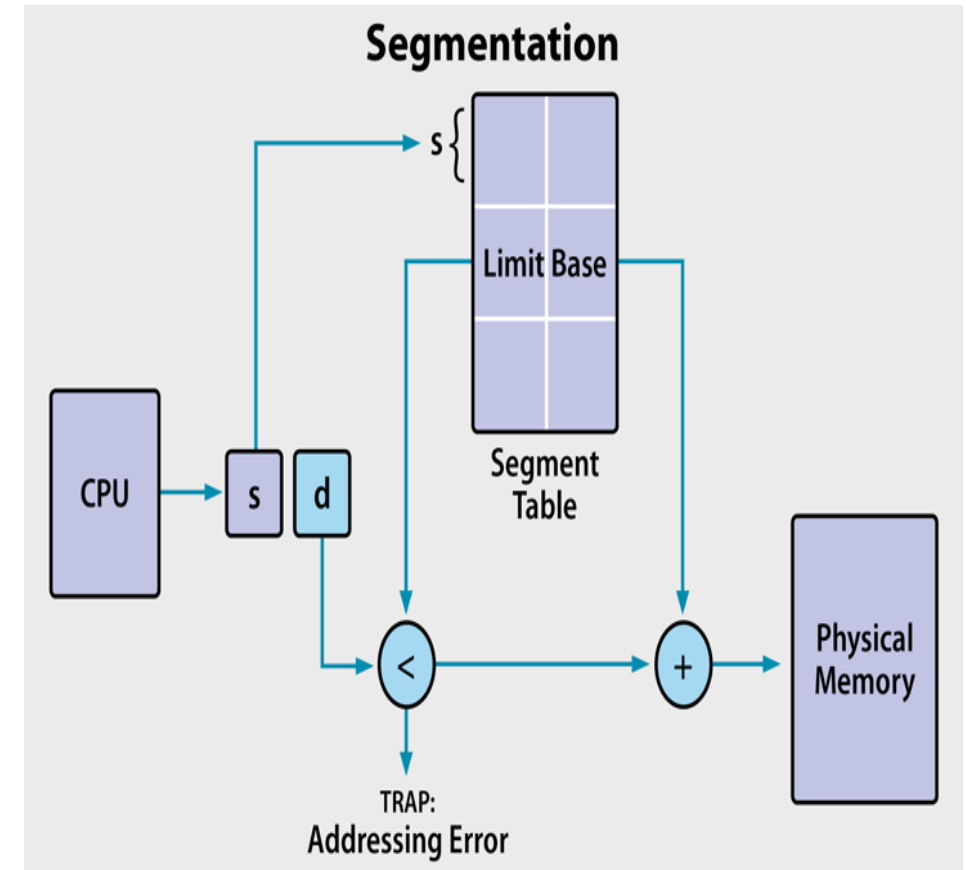 Segmentation
s {
Limit Base
Segment
Table
CPU
s d
<
+
Physical
Memory
TRAP:
Addressing Error